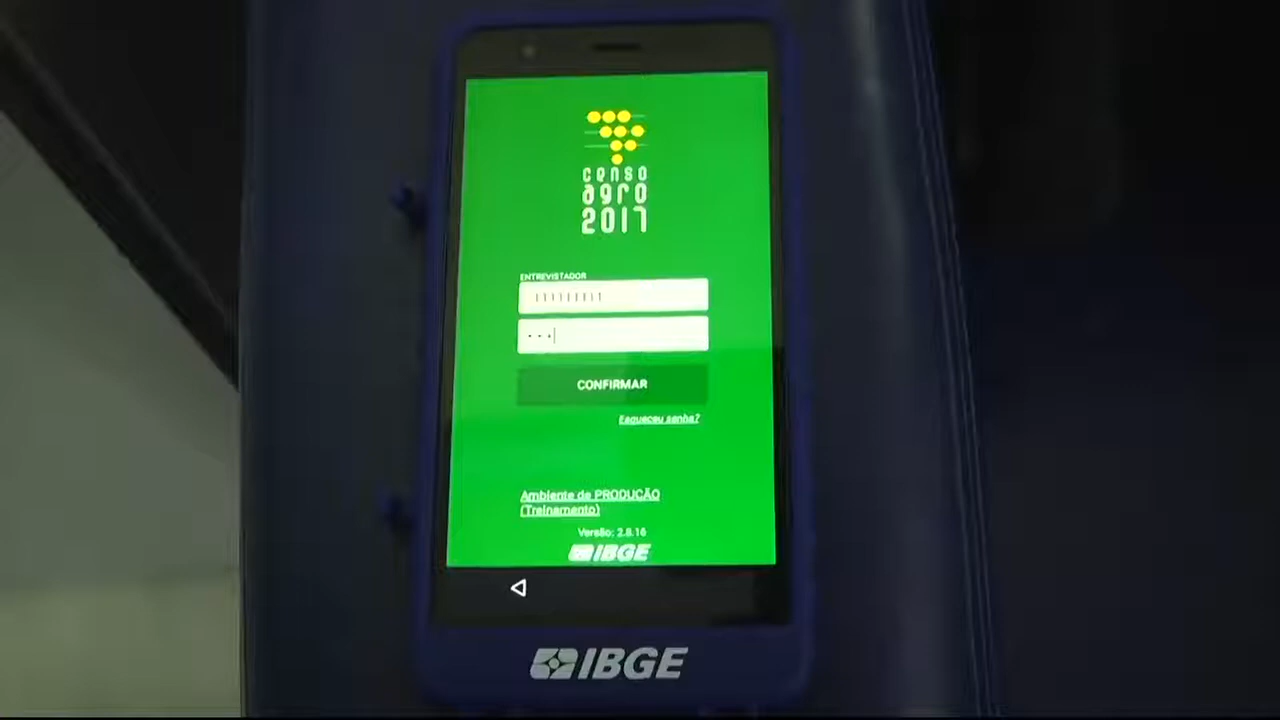 censo
agro
2017
ENTREVISTADOR
CONFIRMAR
Esqueceu senha?
Ambiente de PRODUÇÃO
(Treinamento)
Versão: 2.8.16
IBGE
IBGE